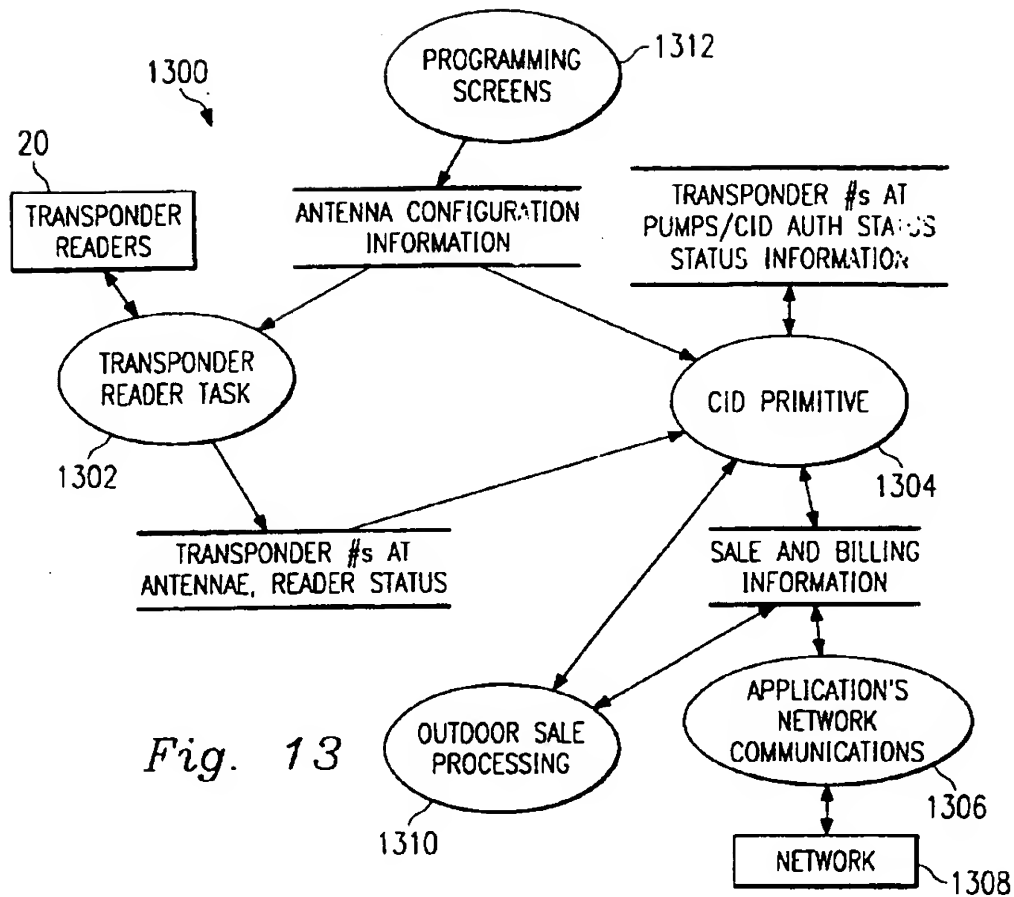 1300
PROGRAMMING
SCREENS
1312
20
TRANSPONDER
READERS
ANTENNA CONFIGURATION
INFORMATION
TRANSPONDER #s AT
PUMPS/CID AUTH STATUS
STATUS INFORMATION
TRANSPONDER
READER TASK
1302
CID PRIMITIVE
1304
TRANSPONDER #s AT
ANTENNAE, READER STATUS
SALE AND BILLING
INFORMATION
OUTDOOR SALE
PROCESSING
1310
APPLICATION'S
NETWORK
COMMUNICATIONS
1306
NETWORK
1308
Fig. 13